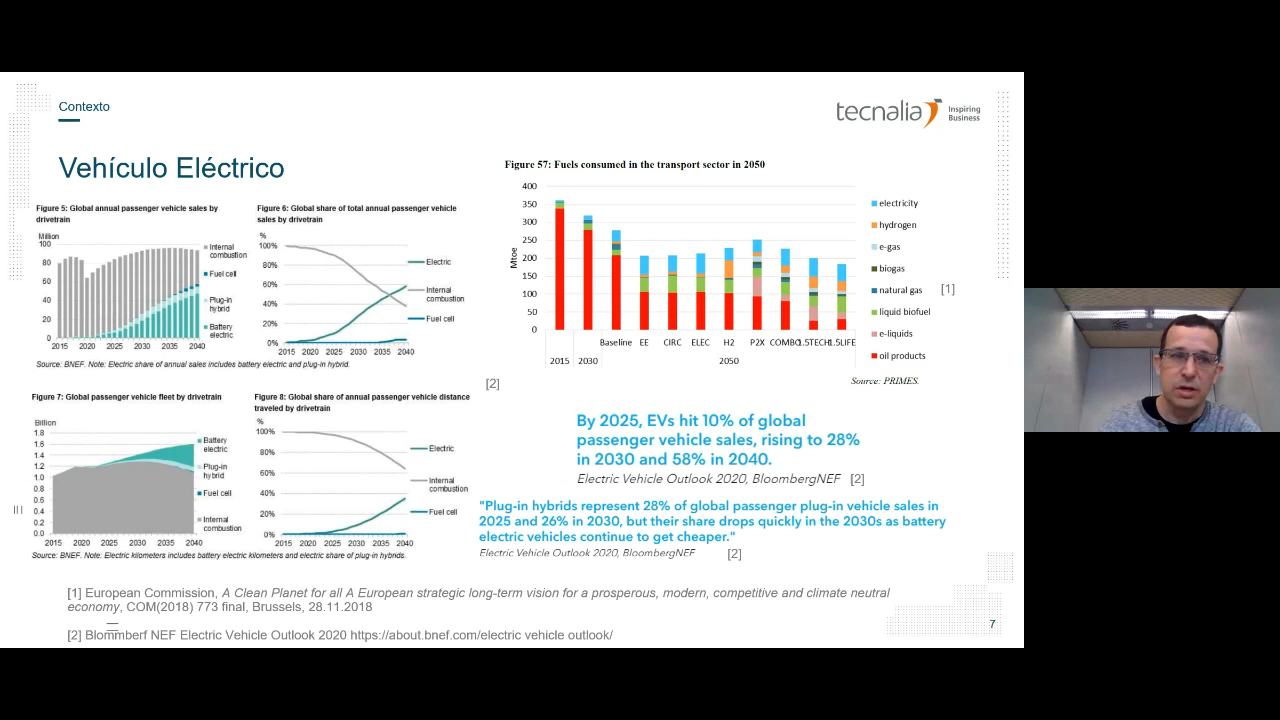 Contexto
tecnalia Inspiring
Business
Vehículo Eléctrico
Figure 5: Global annual passenger vehicle sales by
drivetrain
Million
100
80
60
40
20
0
2015 2020 2025 2030 2035 2040
Internal
combustion
Fuel cell
Plug-in
hybrid
Battery
electric
Figure 6: Global share of total annual passenger vehicle
sales by drivetrain
%
100%
80%
60%
40%
20%
0%
2015 2020 2025 2030 2035 2040
Electric
Internal
combustion
Fuel cell
Source: BNEF. Note: Electric share of annual sales includes battery electric and plug-in hybrid.
[2]
Figure 7: Global passenger vehicle fleet by drivetrain
Billion
1.8
1.6
1.4
1.2
1.0
0.8
0.6
0.4
0.2
0.0
2015 2020 2025 2030 2035 2040
Battery
electric
Plug-in
hybrid
Fuel cell
Internal
combustion
Figure 8: Global share of annual passenger vehicle distance
traveled by drivetrain
%
100%
80%
60%
40%
20%
0%
2015 2020 2025 2030 2035 2040
Electric
Internal
combustion
Fuel cell
Source: BNEF. Note: Electric kilometers includes battery electric kilometers and electric share of plug-in hybrids.
Figure 57: Fuels consumed in the transport sector in 2050
Mtoe
400
350
300
250
200
150
100
50
0
Baseline EE CIRC ELEC H2 P2X COMBO 1.5TECH 1.5LIFE
2015 2030 2050
electricity
hydrogen
e-gas
biogas
natural gas
liquid biofuel
e-liquids
oil products
[1]
Source: PRIMES.
By 2025, EVs hit 10% of global
passenger vehicle sales, rising to 28%
in 2030 and 58% in 2040.
Electric Vehicle Outlook 2020, BloombergNEF [2]
"Plug-in hybrids represent 28% of global passenger plug-in vehicle sales in
2025 and 26% in 2030, but their share drops quickly in the 2030s as battery
electric vehicles continue to get cheaper."
Electric Vehicle Outlook 2020, BloombergNEF [2]
[1] European Commission, A Clean Planet for all A European strategic long-term vision for a prosperous, modern, competitive and climate neutral
economy, COM(2018) 773 final, Brussels, 28.11.2018
[2] Blommberf NEF Electric Vehicle Outlook 2020 https://about.bnef.com/electric vehicle outlook/
7